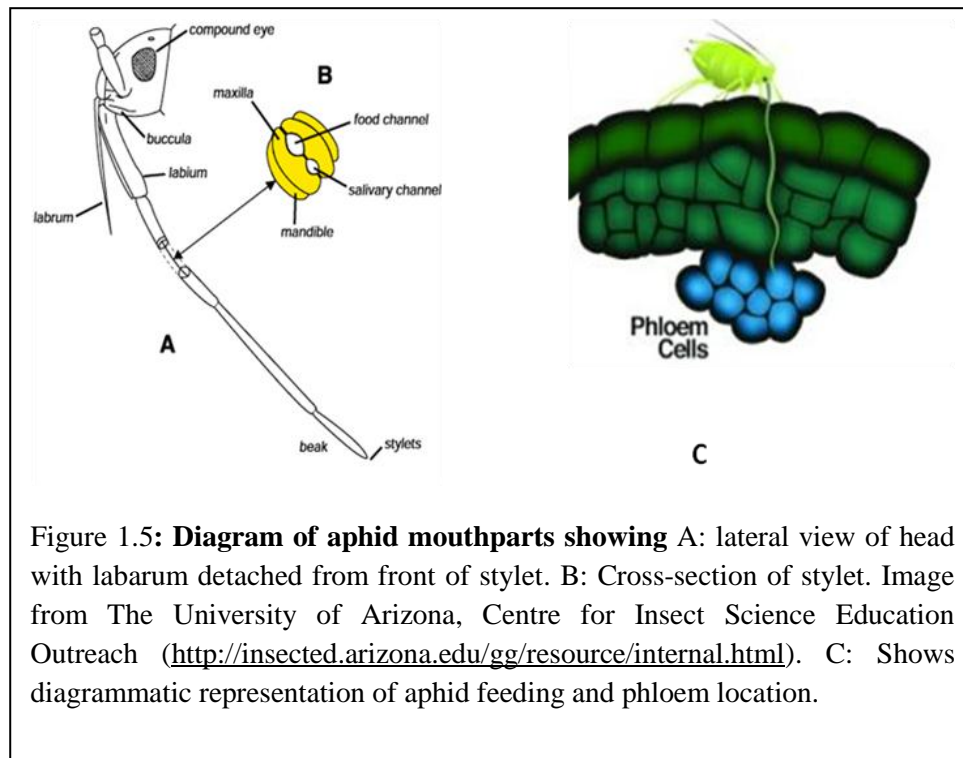 compound eye
B
maxilla
food channel
buccula
labium
salivary channel
labrum
mandible
A
beak
stylets
Phloem
Cells
C
Figure 1.5: Diagram of aphid mouthparts showing A: lateral view of head
with labarum detached from front of stylet. B: Cross-section of stylet. Image
from The University of Arizona, Centre for Insect Science Education
Outreach (http://insected.arizona.edu/gg/resource/internal.html). C: Shows
diagrammatic representation of aphid feeding and phloem location.